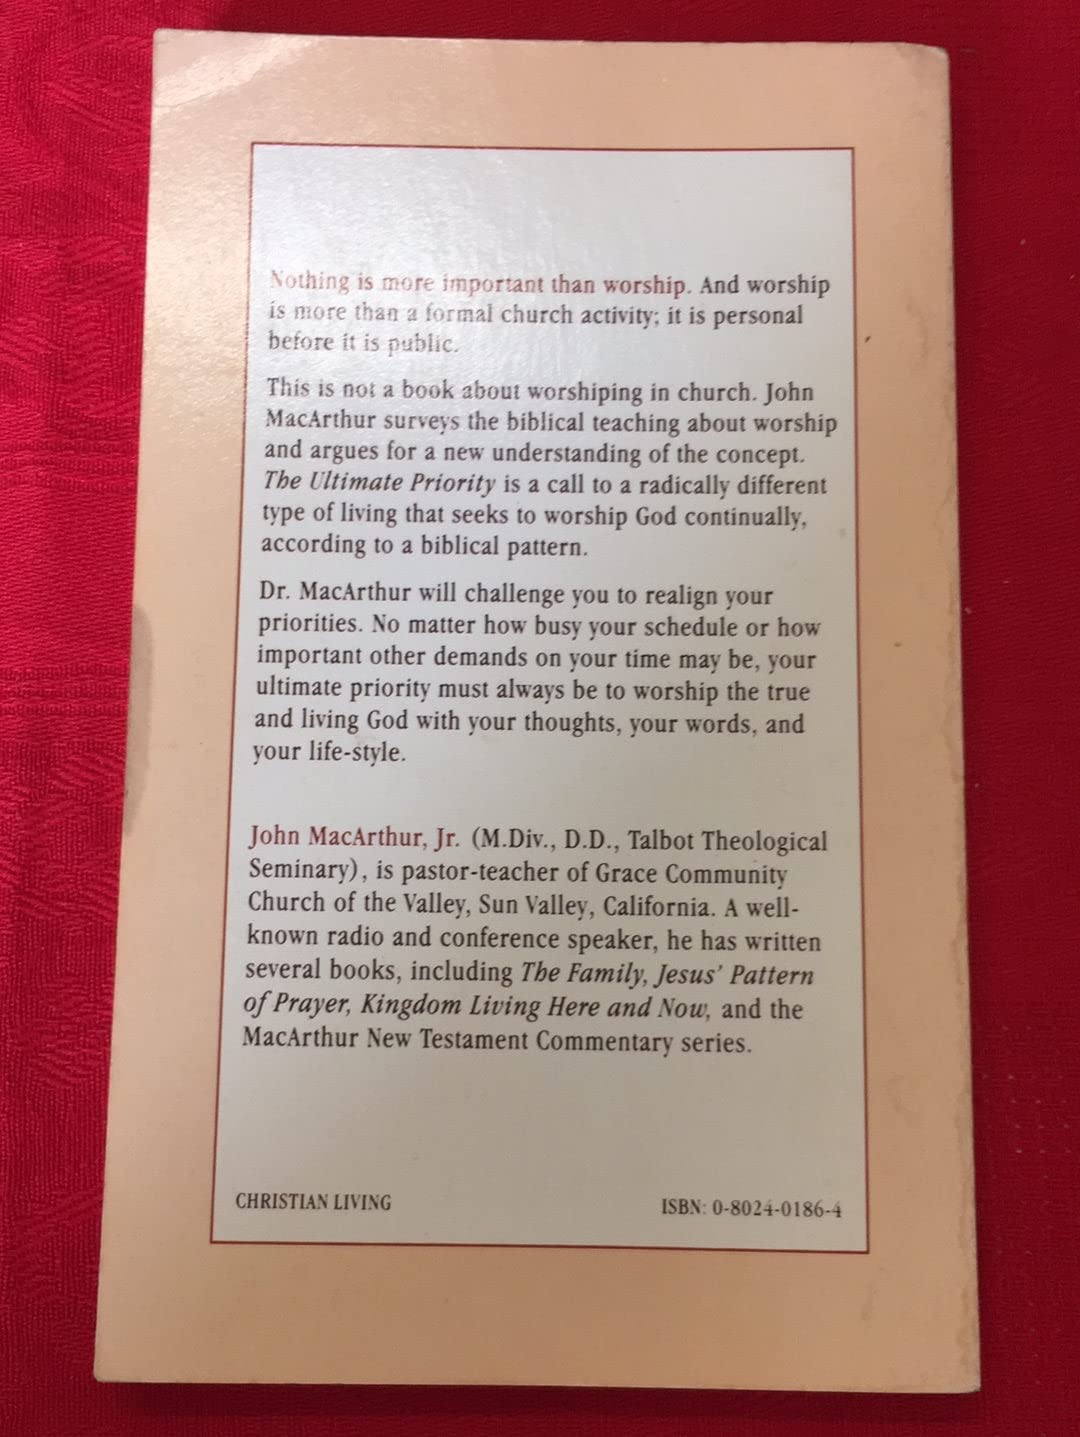 Nothing is more important than worship. And worship
is more than a formal church activity; it is personal
before it is public.
This is not a book about worshiping in church. John
MacArthur surveys the biblical teaching about worship
and argues for a new understanding of the concept.
The Ultimate Priority is a call to a radically different
type of living that seeks to worship God continually,
according to a biblical pattern.
Dr. MacArthur will challenge you to realign your
priorities. No matter how busy your schedule or how
important other demands on your time may be, your
ultimate priority must always be to worship the true
and living God with your thoughts, your words, and
your life-style.
John MacArthur, Jr. (M.Div., D.D., Talbot Theological
Seminary), is pastor-teacher of Grace Community
Church of the Valley, Sun Valley, California. A well-
known radio and conference speaker, he has written
several books, including The Family, Jesus' Pattern
of Prayer, Kingdom Living Here and Now, and the
MacArthur New Testament Commentary series.
CHRISTIAN LIVING
ISBN: 0-8024-0186-4